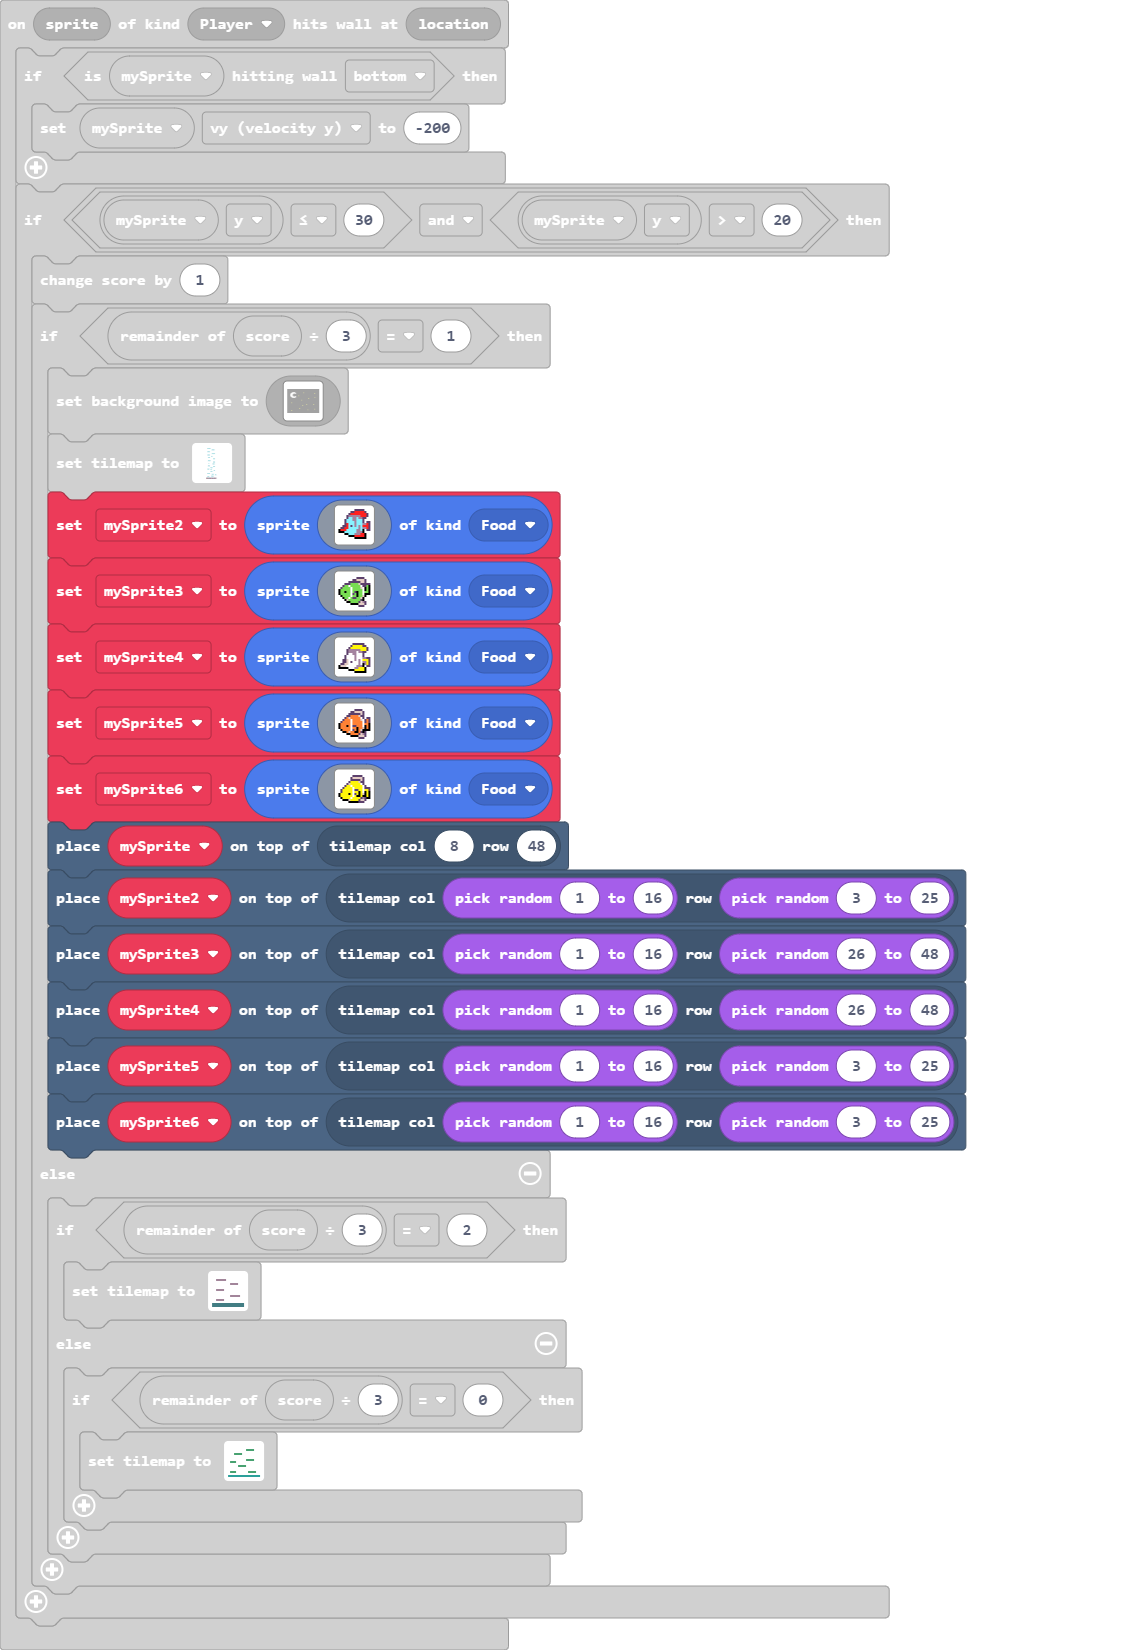 on sprite of kind Player hits wall at location
if is mySprite hitting wall bottom then
set mySprite vy (velocity y) to -200
if mySprite y ≤ 30 and mySprite y > 20 then
change score by 1
if remainder of score ÷ 3 = 1 then
set background image to
set tilemap to
set mySprite2 to sprite of kind Food
set mySprite3 to sprite of kind Food
set mySprite4 to sprite of kind Food
set mySprite5 to sprite of kind Food
set mySprite6 to sprite of kind Food
place mySprite on top of tilemap col 8 row 48
place mySprite2 on top of tilemap col pick random 1 to 16 row pick random 3 to 25
place mySprite3 on top of tilemap col pick random 1 to 16 row pick random 26 to 48
place mySprite4 on top of tilemap col pick random 1 to 16 row pick random 26 to 48
place mySprite5 on top of tilemap col pick random 1 to 16 row pick random 3 to 25
place mySprite6 on top of tilemap col pick random 1 to 16 row pick random 3 to 25
else
if remainder of score ÷ 3 = 2 then
set tilemap to
else
if remainder of score ÷ 3 = 0 then
set tilemap to